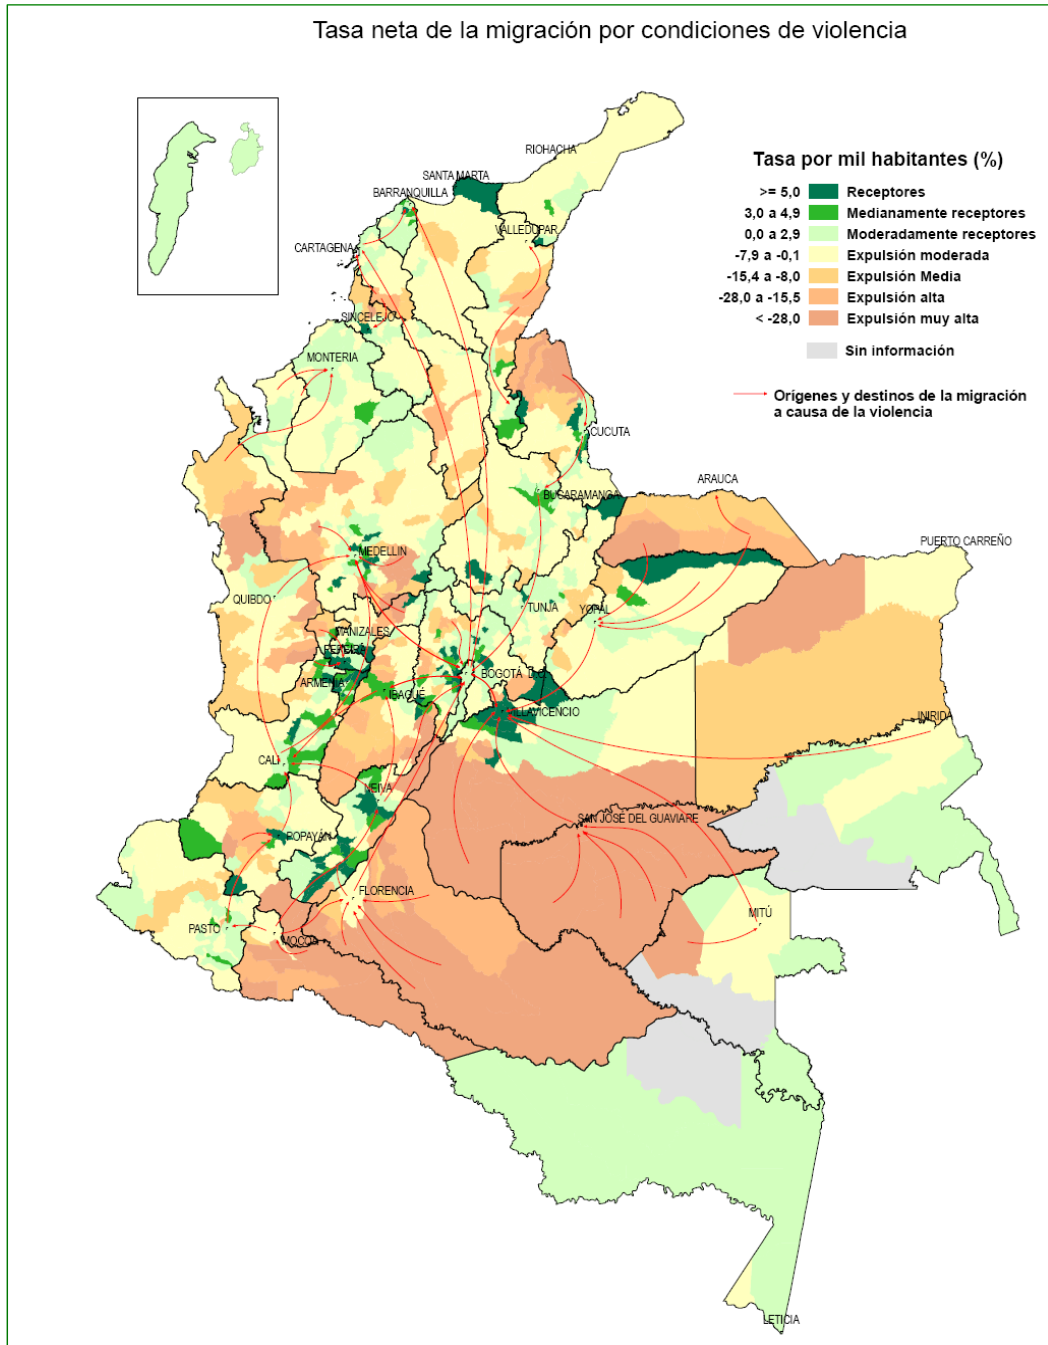 Tasa neta de la migración por condiciones de violencia
Tasa por mil habitantes (%)
>= 5,0 Receptores
3,0 a 4,9 Medianamente receptores
0,0 a 2,9 Moderadamente receptores
-7,9 a -0,1 Expulsión moderada
-15,4 a -8,0 Expulsión Media
-28,0 a -15,5 Expulsión alta
< -28,0 Expulsión muy alta
Sin información
Orígenes y destinos de la migración
a causa de la violencia
RIOHACHA
SANTA MARTA
BARRANQUILLA
VALLEDUPAR
CARTAGENA
SINCELEJO
MONTERIA
CUCUTA
BUCARAMANGA
ARAUCA
PUERTO CARREÑO
MEDELLIN
QUIBDO
TUNJA
YOPAL
MANIZALES
PEREIRA
ARMENIA
IBAGUÉ
BOGOTÁ D.C.
VILLAVICENCIO
INIRIDA
CALI
NEIVA
SAN JOSE DEL GUAVIARE
POPAYÁN
FLORENCIA
MITÚ
PASTO
MOCOA
LETICIA